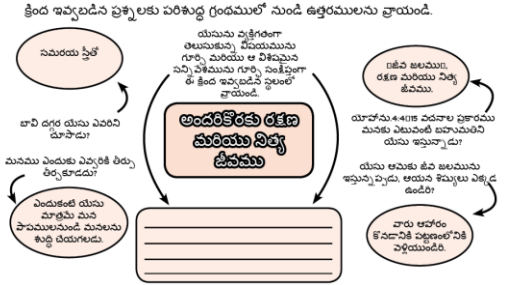 క్రింద ఇవ్వబడిన ప్రశ్నలకు పరిశుద్ధ గ్రంథములో నుండి ఉత్తరములను వ్రాయండి.
సమరయ స్త్రీతో
బావి దగ్గర యేసు ఎవరిని
చూసాడు?
మనము ఎందుకు ఎవ్వరికి తీర్పు
తీర్చకూడదు?
ఎందుకంటే యేసు
మాత్రమే మన
పాపములనుండి మనలను
శుద్ధి చేయగలడు.
యేసును వ్యక్తిగతంగా
తెలుసుకున్న విషయమును
గూర్చి మరియు ఆ విశిష్టమైన
సన్నివేశమును గూర్చి సంక్షిప్తంగా
ఈ క్రింద ఇవ్వబడిన స్థలంలో
వ్రాయండి.
అందరికొరకు రక్షణ
మరియు నిత్య
జీవము
▯జీవ జలము▯,
రక్షణ మరియు నిత్య
జీవము.
యోహాను.4:4▯15 వచనాల ప్రకారము
మనకు ఎటువంటి బహుమతిని
యేసు ఇస్తున్నాడు?
యేసు ఆమెకు జీవ జలమును
ఇస్తున్నప్పుడు, ఆయన శిష్యులు ఎక్కడ
ఉండిరి?
వారు ఆహారం
కొనడానికి పట్టణంలోనికి
వెళ్లియుండిరి.